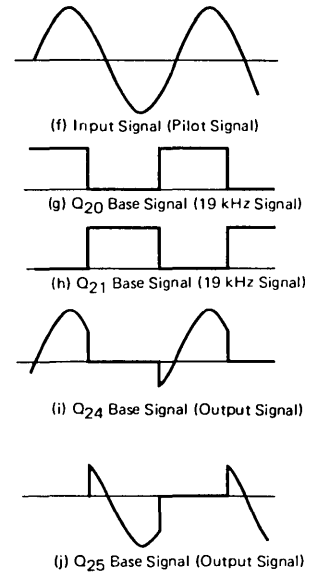 (f) Input Signal (Pilot Signal)
(g) Q20 Base Signal (19 kHz Signal)
(h) Q21 Base Signal (19 kHz Signal)
(i) Q24 Base Signal (Output Signal)
(j) Q25 Base Signal (Output Signal)